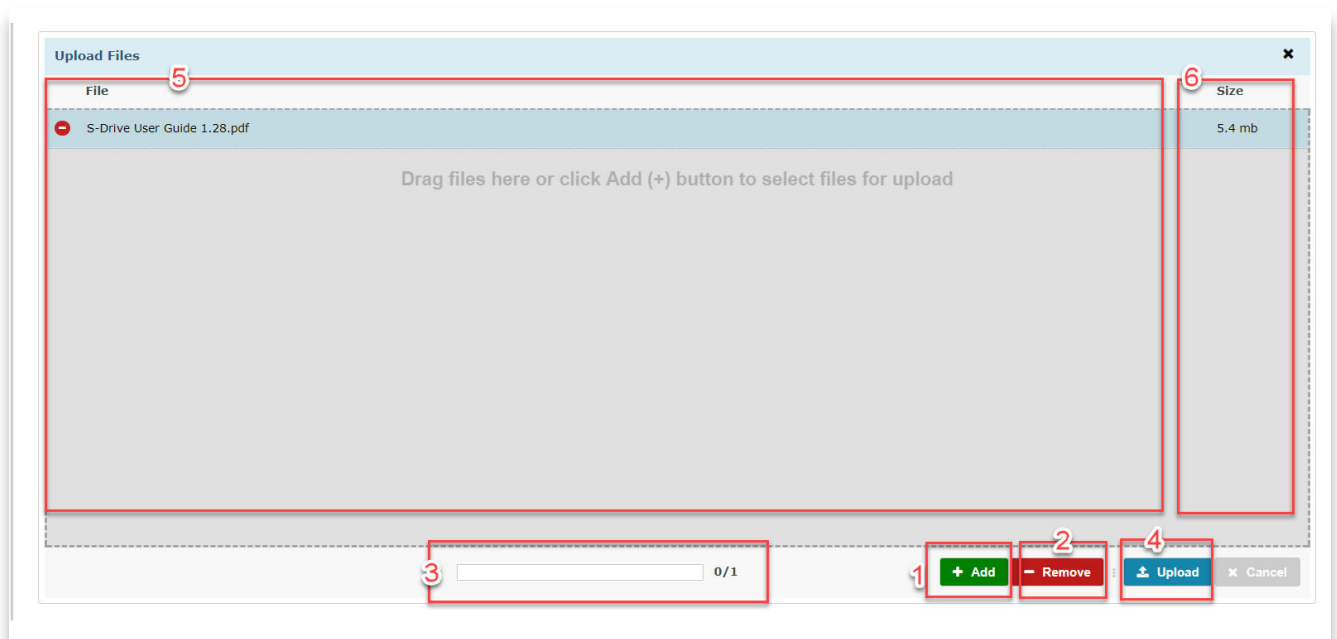 Upload Files ×
5 6
File Size
S-Drive User Guide 1.28.pdf 5.4 mb
Drag files here or click Add (+) button to select files for upload
2 4
3 0/1 1 + Add − Remove Upload × Cancel